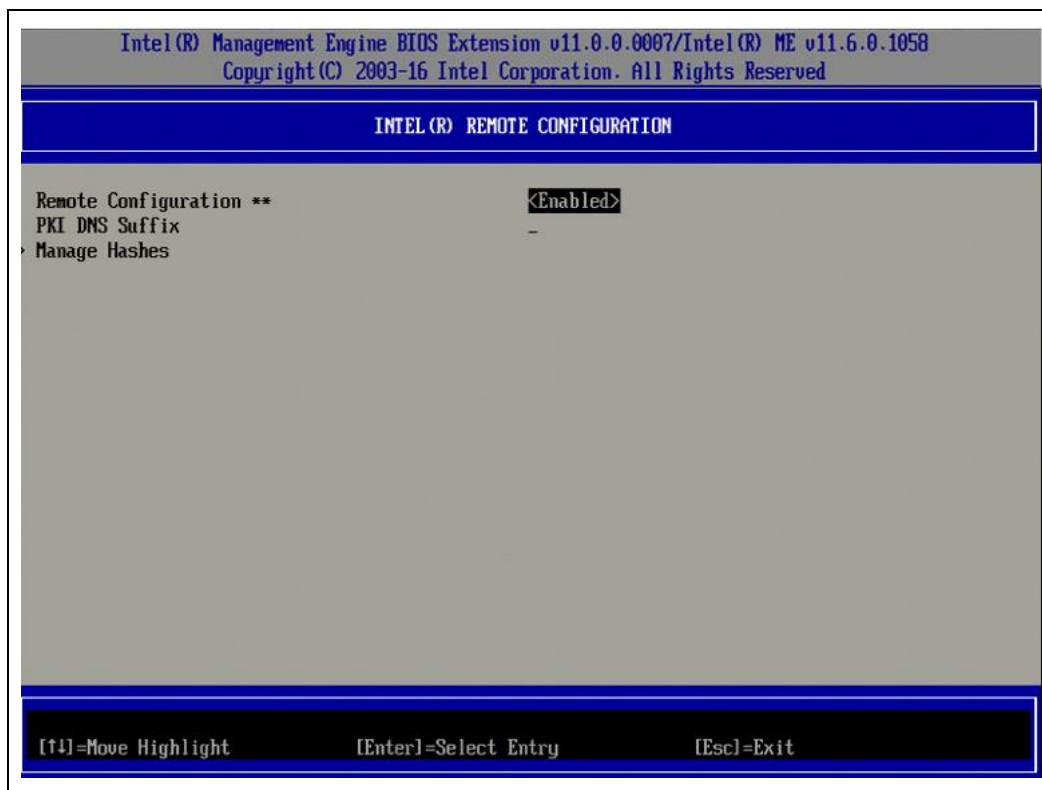 Intel(R) Management Engine BIOS Extension v11.0.0.0007/Intel(R) ME v11.6.0.1058
Copyright(C) 2003-16 Intel Corporation. All Rights Reserved
INTEL(R) REMOTE CONFIGURATION
Remote Configuration ** <Enabled>
PKI DNS Suffix _
> Manage Hashes
[↑↓]=Move Highlight [Enter]=Select Entry [Esc]=Exit